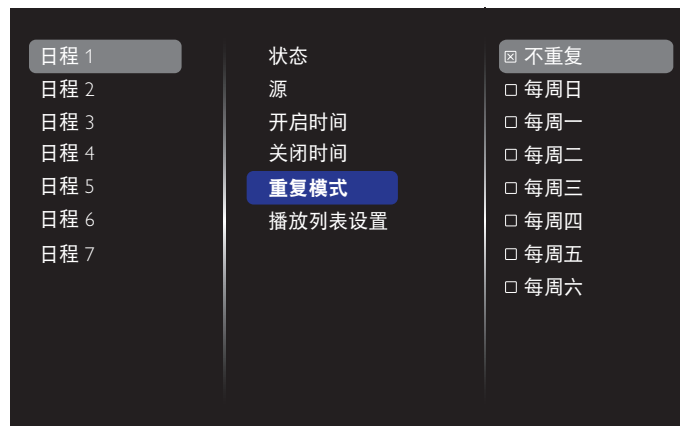 日程 1
日程 2
日程 3
日程 4
日程 5
日程 6
日程 7
状态
源
开启时间
关闭时间
重复模式
播放列表设置
不重复
每周日
每周一
每周二
每周三
每周四
每周五
每周六